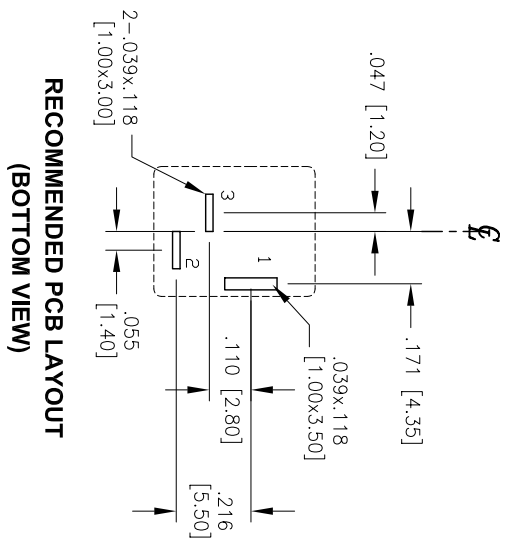 2-.039x.118
[1.00x3.00]
.047 [1.20]
℄
3
2
1
.171 [4.35]
.039x.118
[1.00x3.50]
.110 [2.80]
.055
[1.40]
.216
[5.50]
RECOMMENDED PCB LAYOUT
(BOTTOM VIEW)